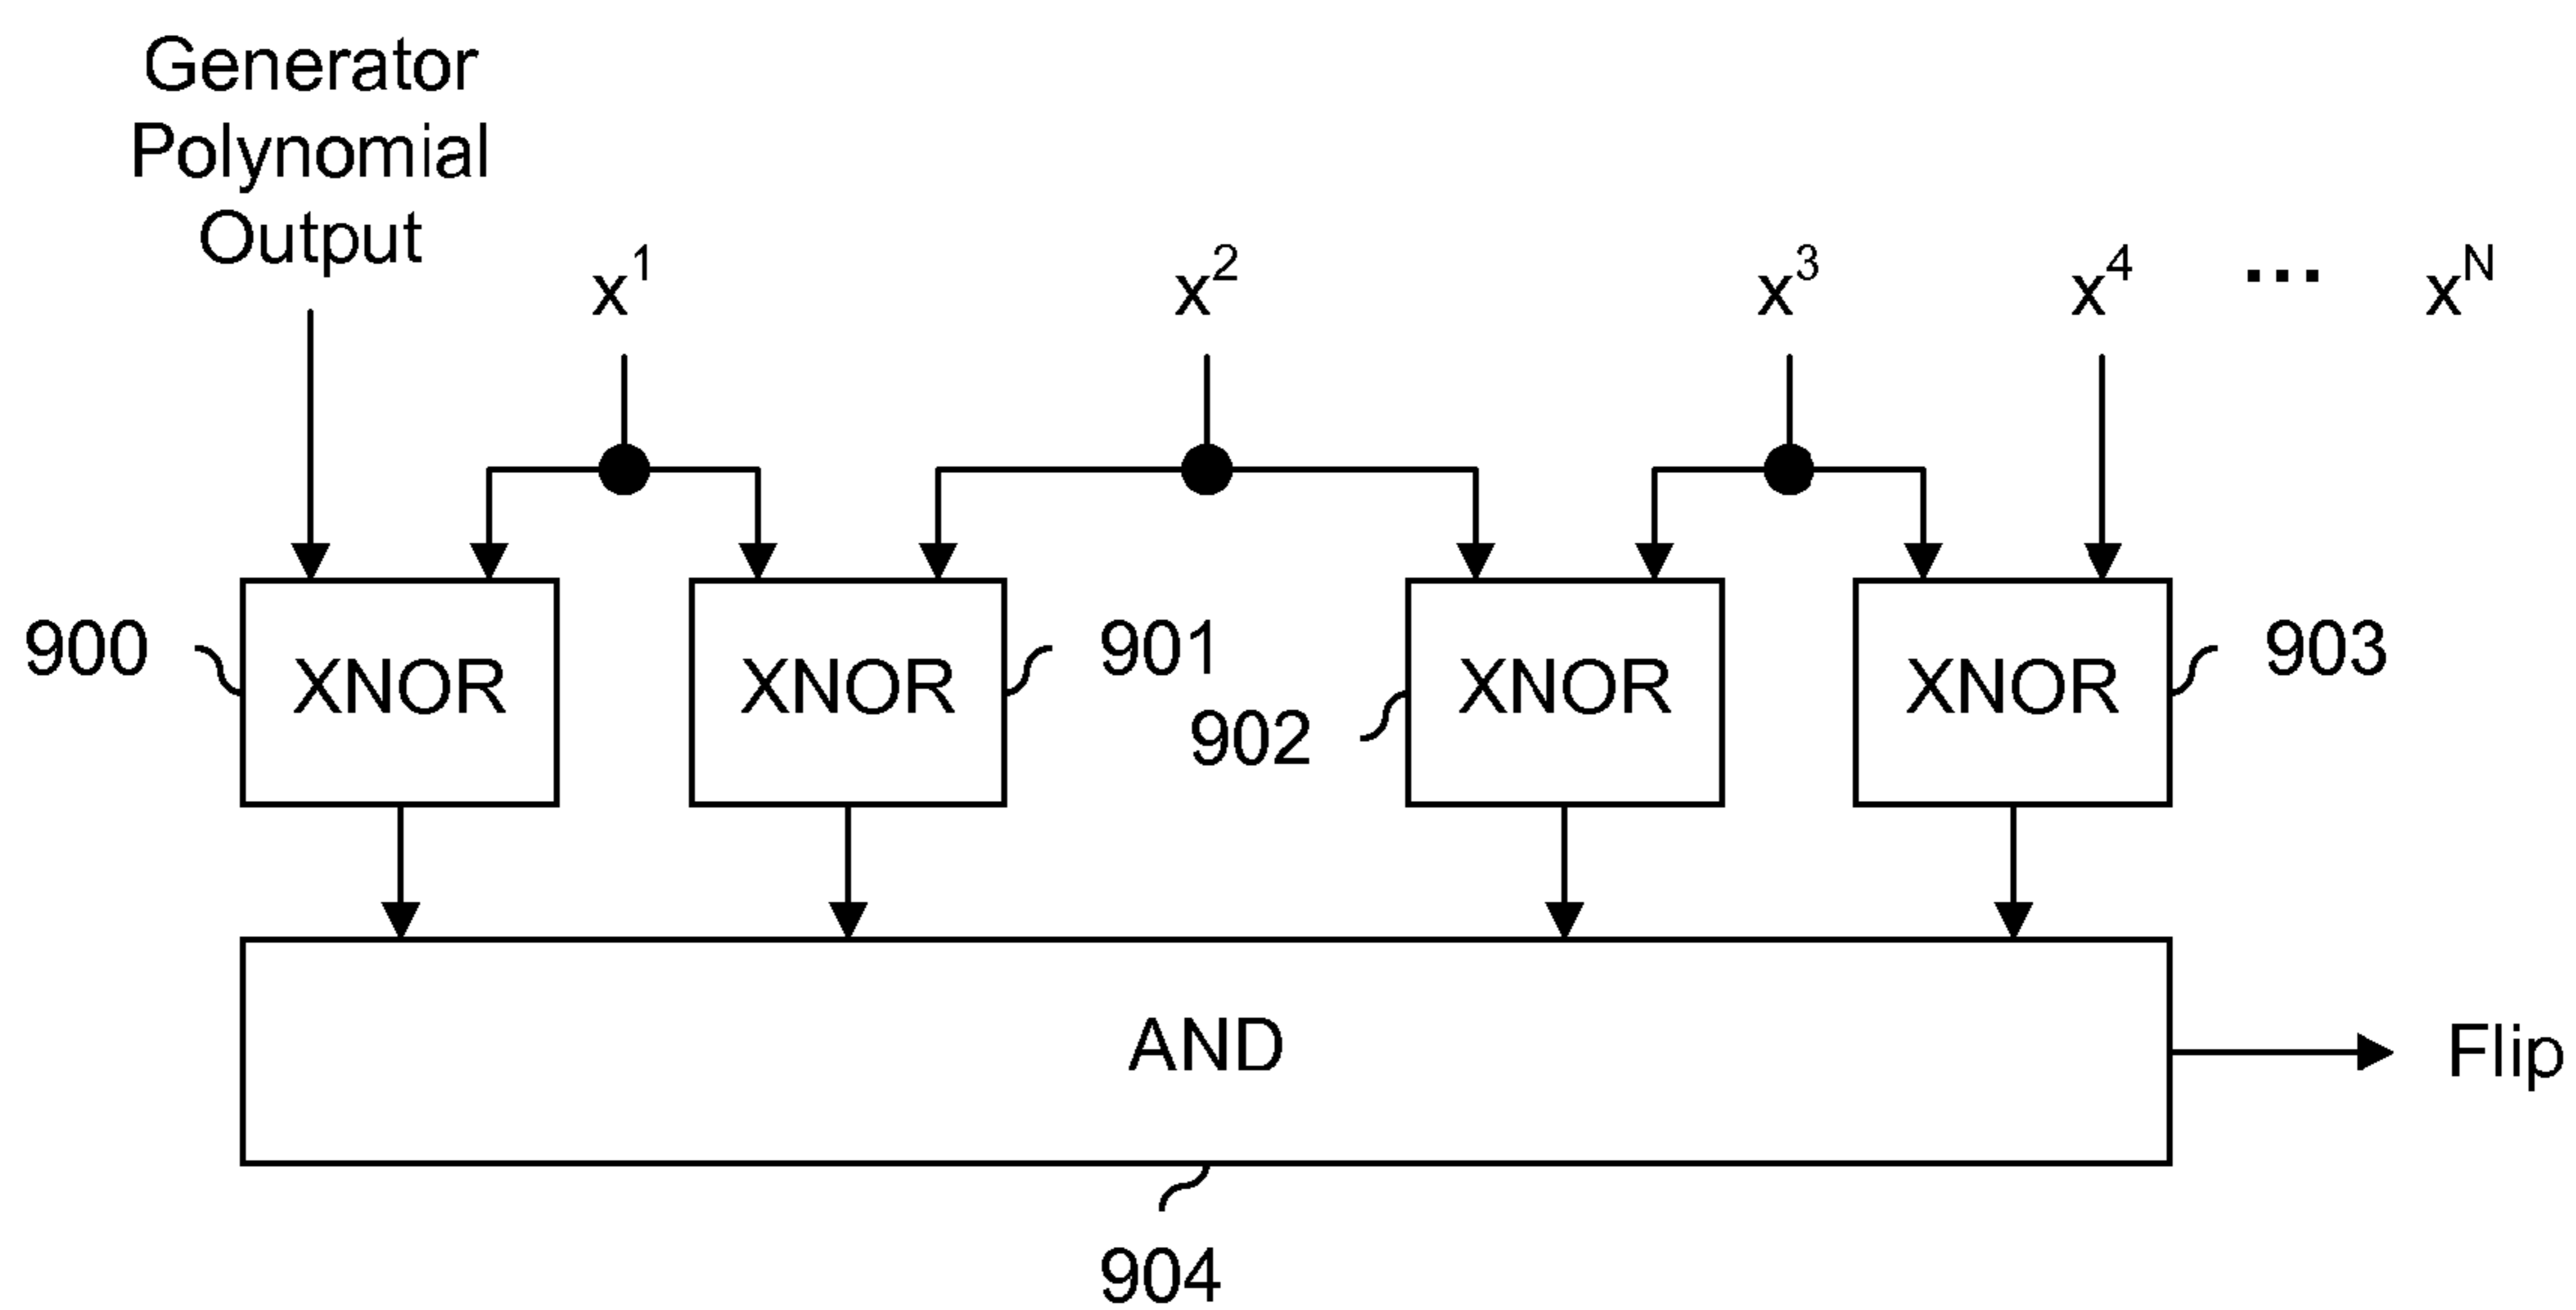 Generator
Polynomial
Output
x¹ x² x³ x⁴ ... xᴺ
900 XNOR XNOR 901 902 XNOR XNOR 903
AND
Flip
904